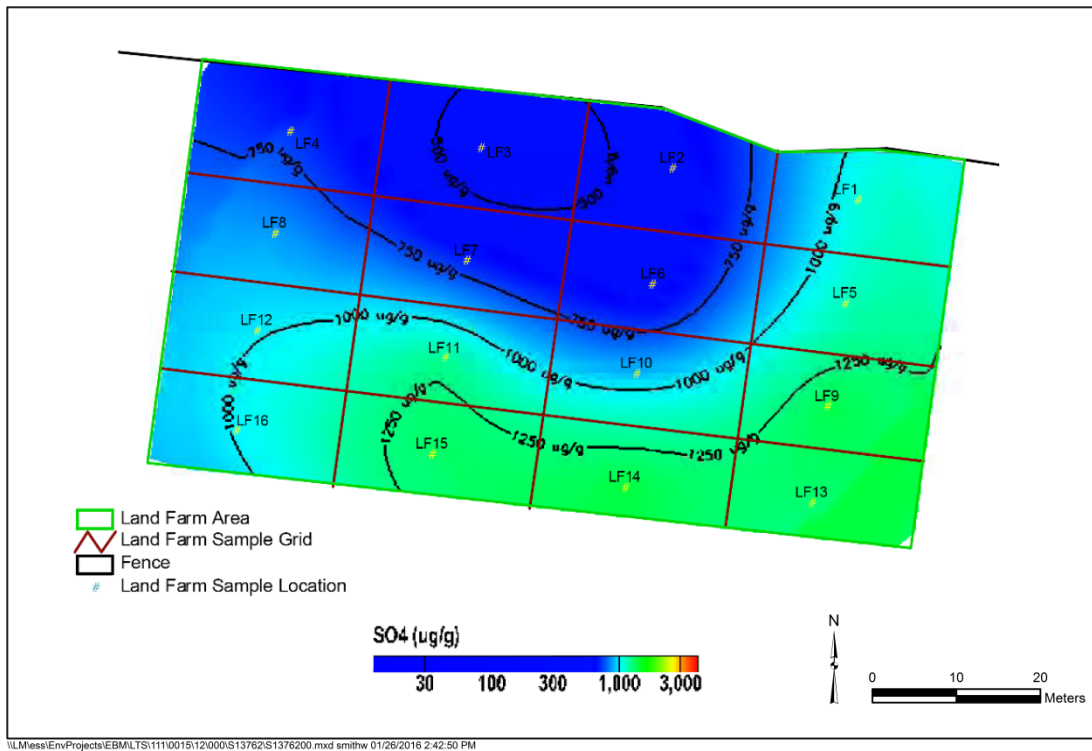 LF4
LF3
LF2
LF1
500 ug/g
500 ug/g
750 ug/g
LF8
LF7
750 ug/g
750 ug/g
1000 ug/g
LF6
LF5
LF12
1000 ug/g
750 ug/g
LF11
1000 ug/g
LF10
1000 ug/g
1250 ug/g
LF9
1000 ug/g
LF16
1250 ug/g
LF15
1250 ug/g
1250 ug/g
LF14
LF13
Land Farm Area
Land Farm Sample Grid
Fence
# Land Farm Sample Location
SO4 (ug/g)
30 100 300 1,000 3,000
N
0 10 20
Meters
\\LM\ess\EnvProjects\EBM\LTS\111\0015\12\000\S13762\S1376200.mxd smithw 01/26/2016 2:42:50 PM